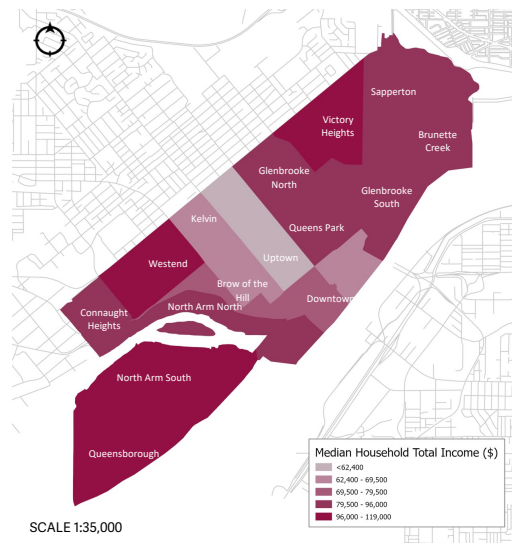 Sapperton
Victory
Heights
Brunette
Creek
Glenbrooke
North
Glenbrooke
South
Kelvin
Queens Park
Uptown
Westend
Brow of the
Hill
Downtown
North Arm North
Connaught
Heights
North Arm South
Queensborough
Median Household Total Income ($)
<62,400
62,400 - 69,500
69,500 - 79,500
79,500 - 96,000
96,000 - 119,000
SCALE 1:35,000